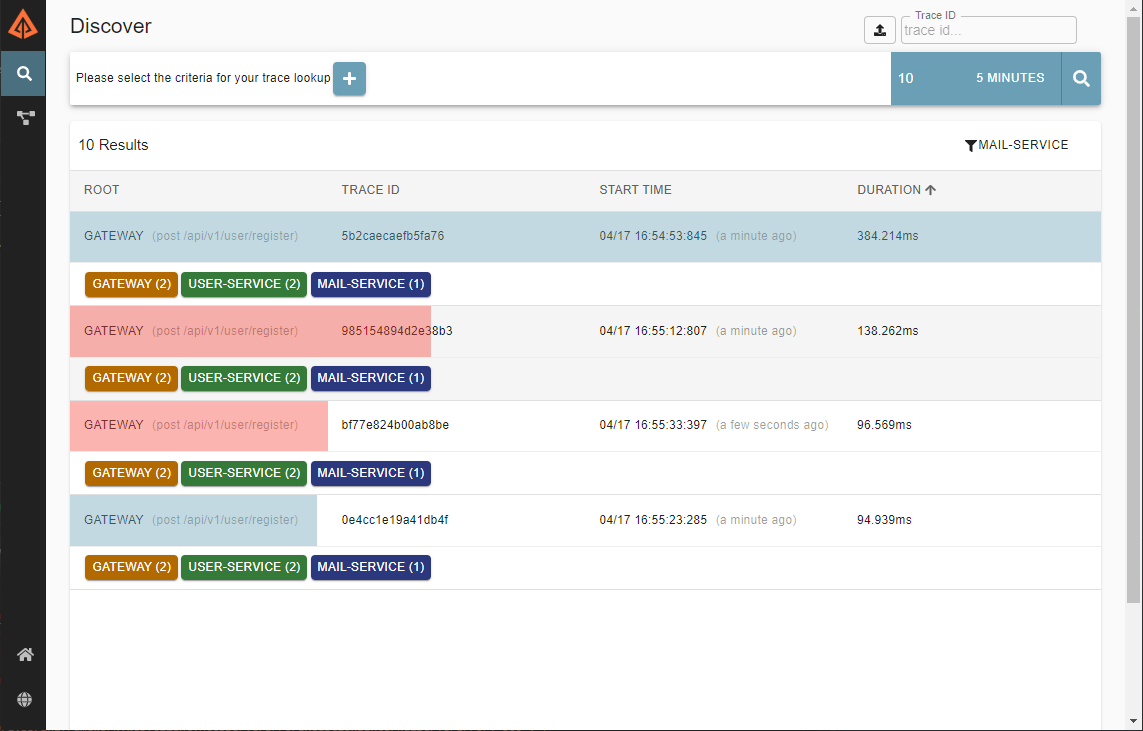 Discover
Trace ID
trace id...
Please select the criteria for your trace lookup
10 5 MINUTES
10 Results
MAIL-SERVICE
ROOT TRACE ID START TIME DURATION
GATEWAY (post /api/v1/user/register) 5b2caecaefb5fa76 04/17 16:54:53:845 (a minute ago) 384.214ms
GATEWAY (2) USER-SERVICE (2) MAIL-SERVICE (1)
GATEWAY (post /api/v1/user/register) 985154894d2e38b3 04/17 16:55:12:807 (a minute ago) 138.262ms
GATEWAY (2) USER-SERVICE (2) MAIL-SERVICE (1)
GATEWAY (post /api/v1/user/register) bf77e824b00ab8be 04/17 16:55:33:397 (a few seconds ago) 96.569ms
GATEWAY (2) USER-SERVICE (2) MAIL-SERVICE (1)
GATEWAY (post /api/v1/user/register) 0e4cc1e19a41db4f 04/17 16:55:23:285 (a minute ago) 94.939ms
GATEWAY (2) USER-SERVICE (2) MAIL-SERVICE (1)